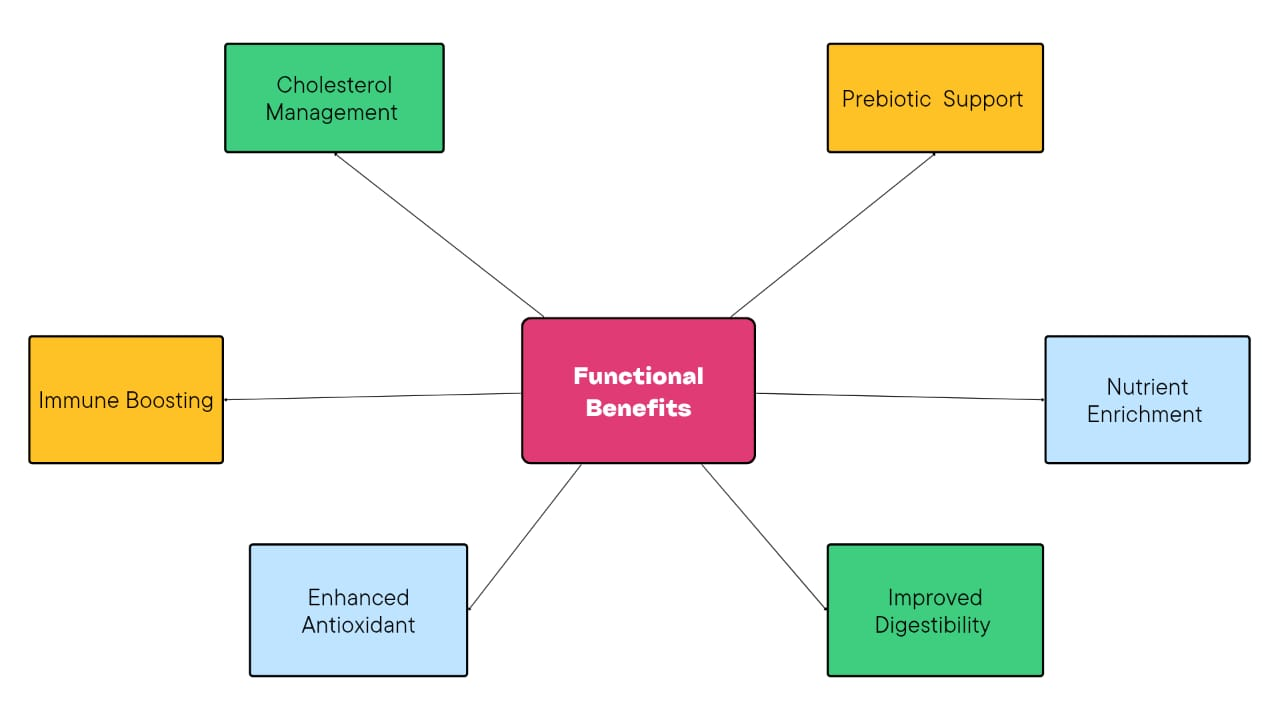 Cholesterol
Management
Prebiotic  Support
Immune Boosting
Functional
Benefits
Nutrient
Enrichment
Enhanced
Antioxidant
Improved
Digestibility